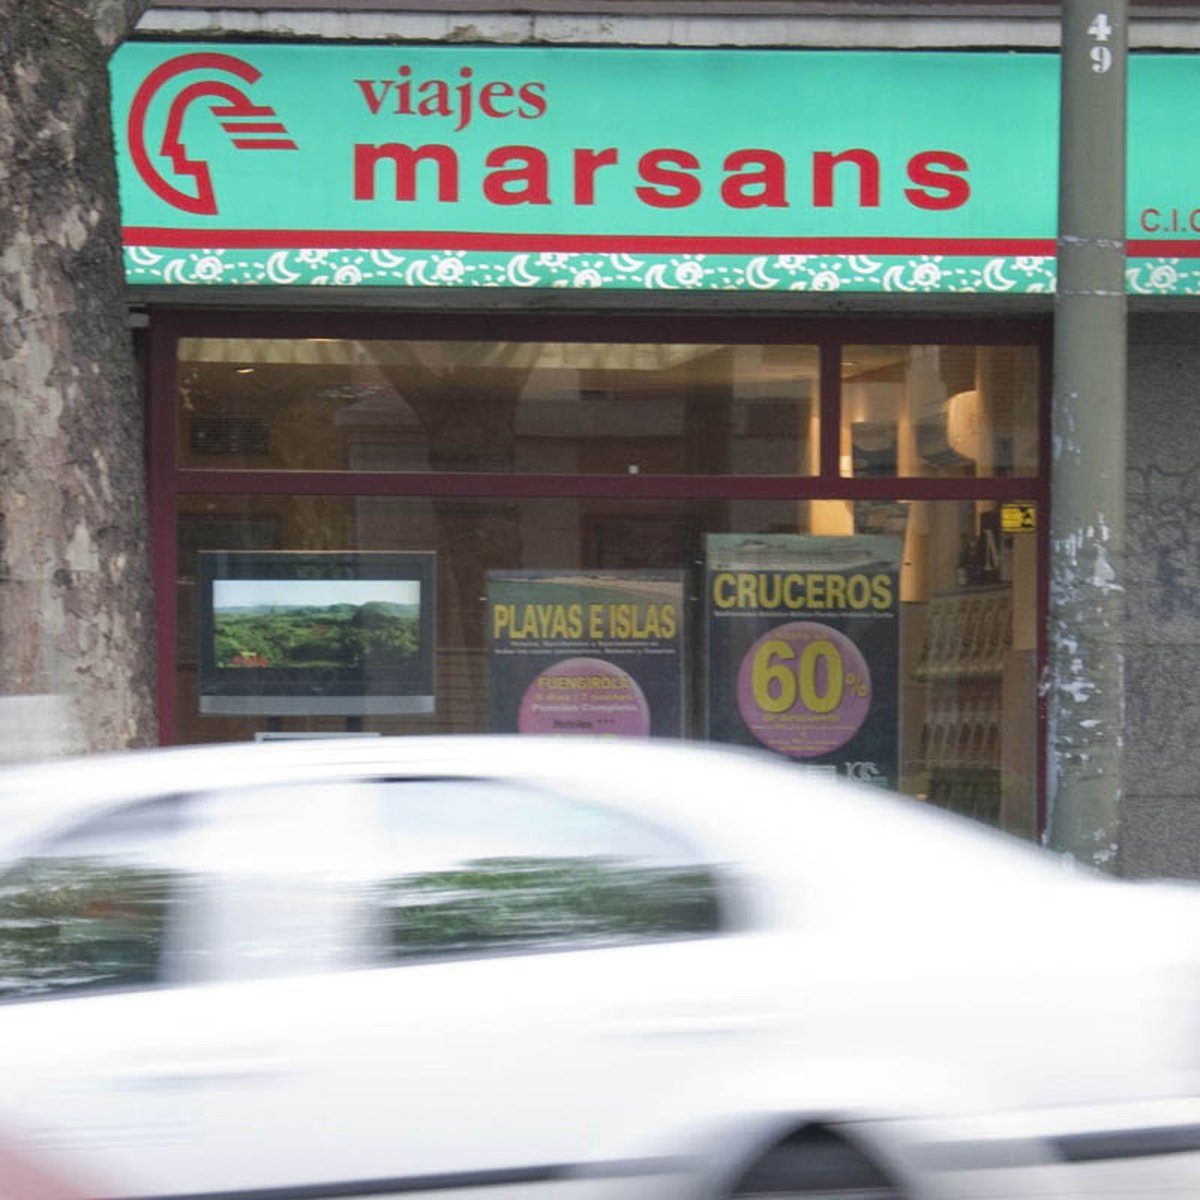 49
viajes
marsans
C.I.C
PLAYAS E ISLAS
FUENGIROLA
Pensión Completa
CRUCEROS
60%